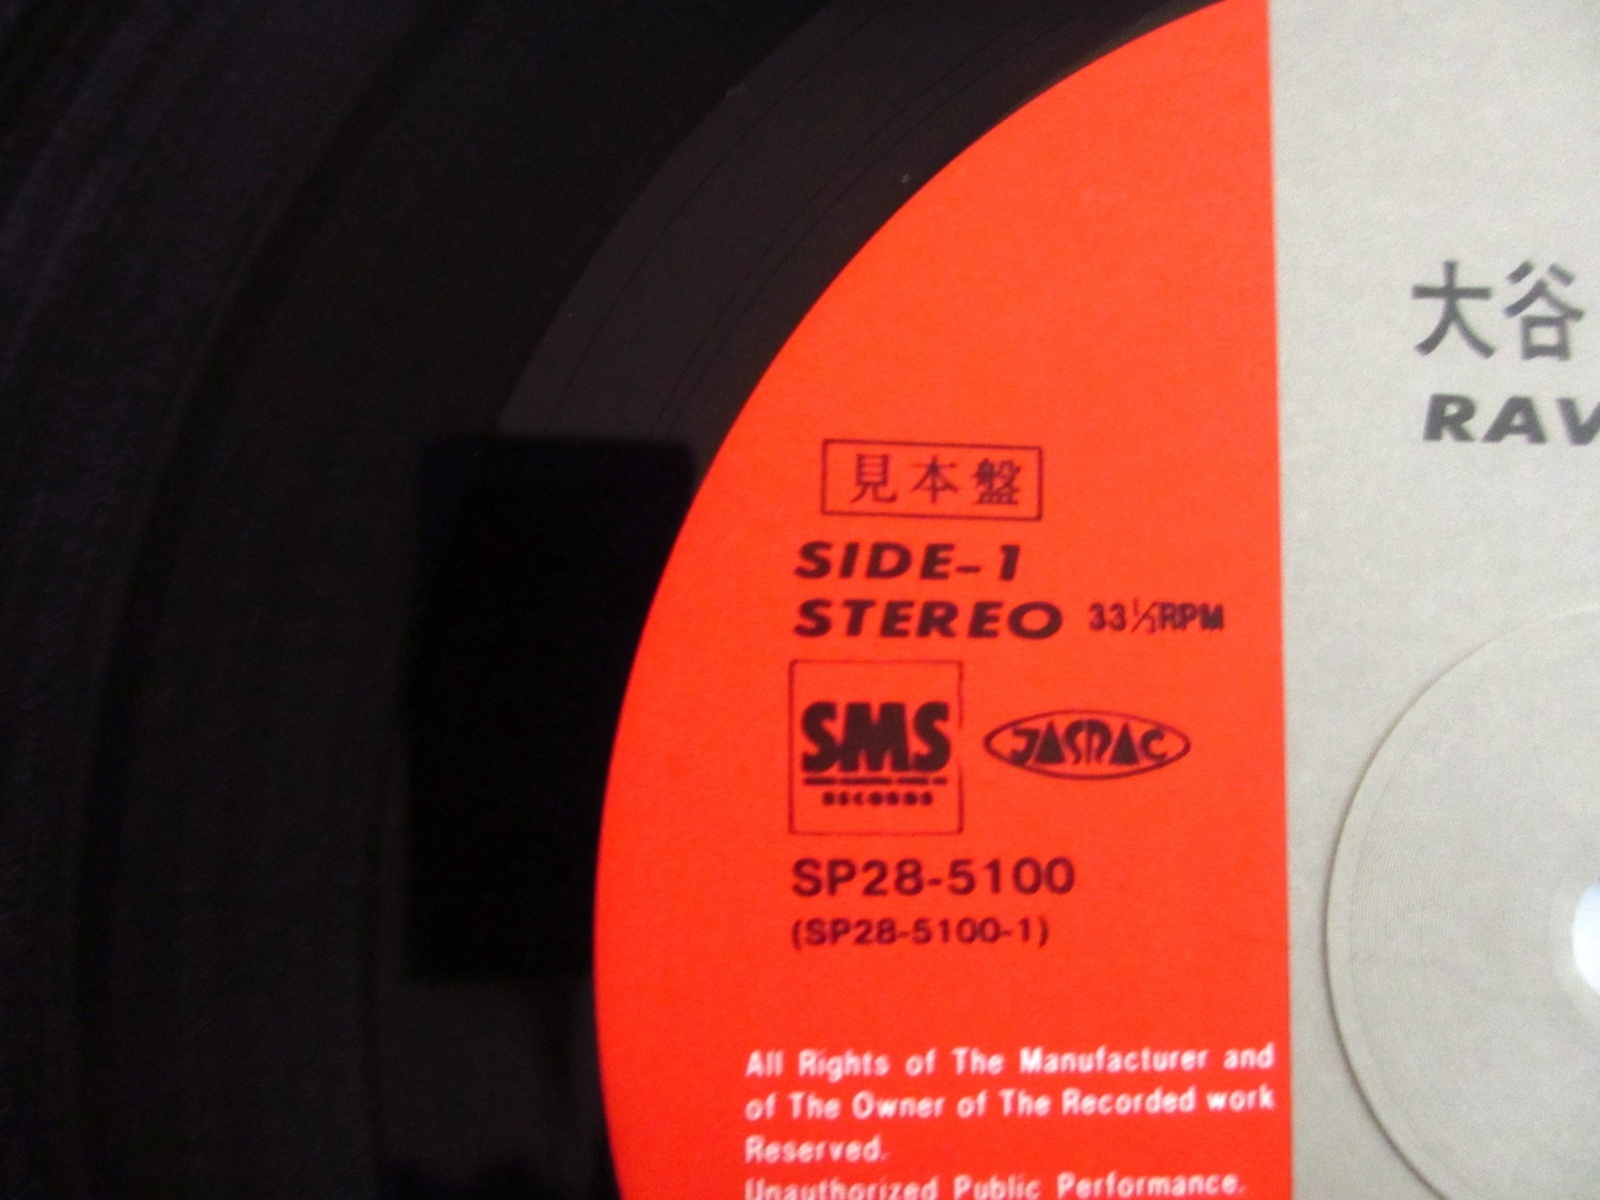 見本盤
SIDE-1
STEREO 33⅓RPM
SMS
RECORDS
JASRAC
SP28-5100
(SP28-5100-1)
All Rights of The Manufacturer and
of The Owner of The Recorded work
Reserved.
Unauthorized Public Performance.
大谷
RAV